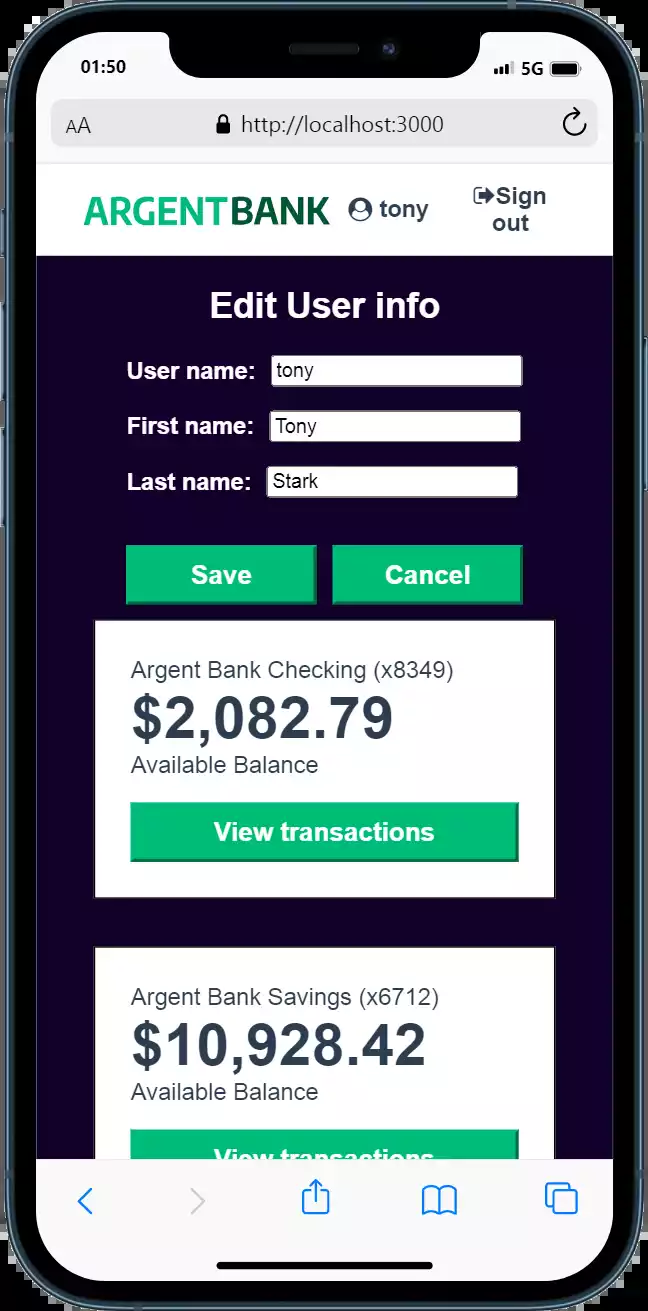 01:50
5G
AA
http://localhost:3000
ARGENTBANK
tony
Sign
out
Edit User info
User name:
tony
First name:
Tony
Last name:
Stark
Save
Cancel
Argent Bank Checking (x8349)
$2,082.79
Available Balance
View transactions
Argent Bank Savings (x6712)
$10,928.42
Available Balance
View transactions